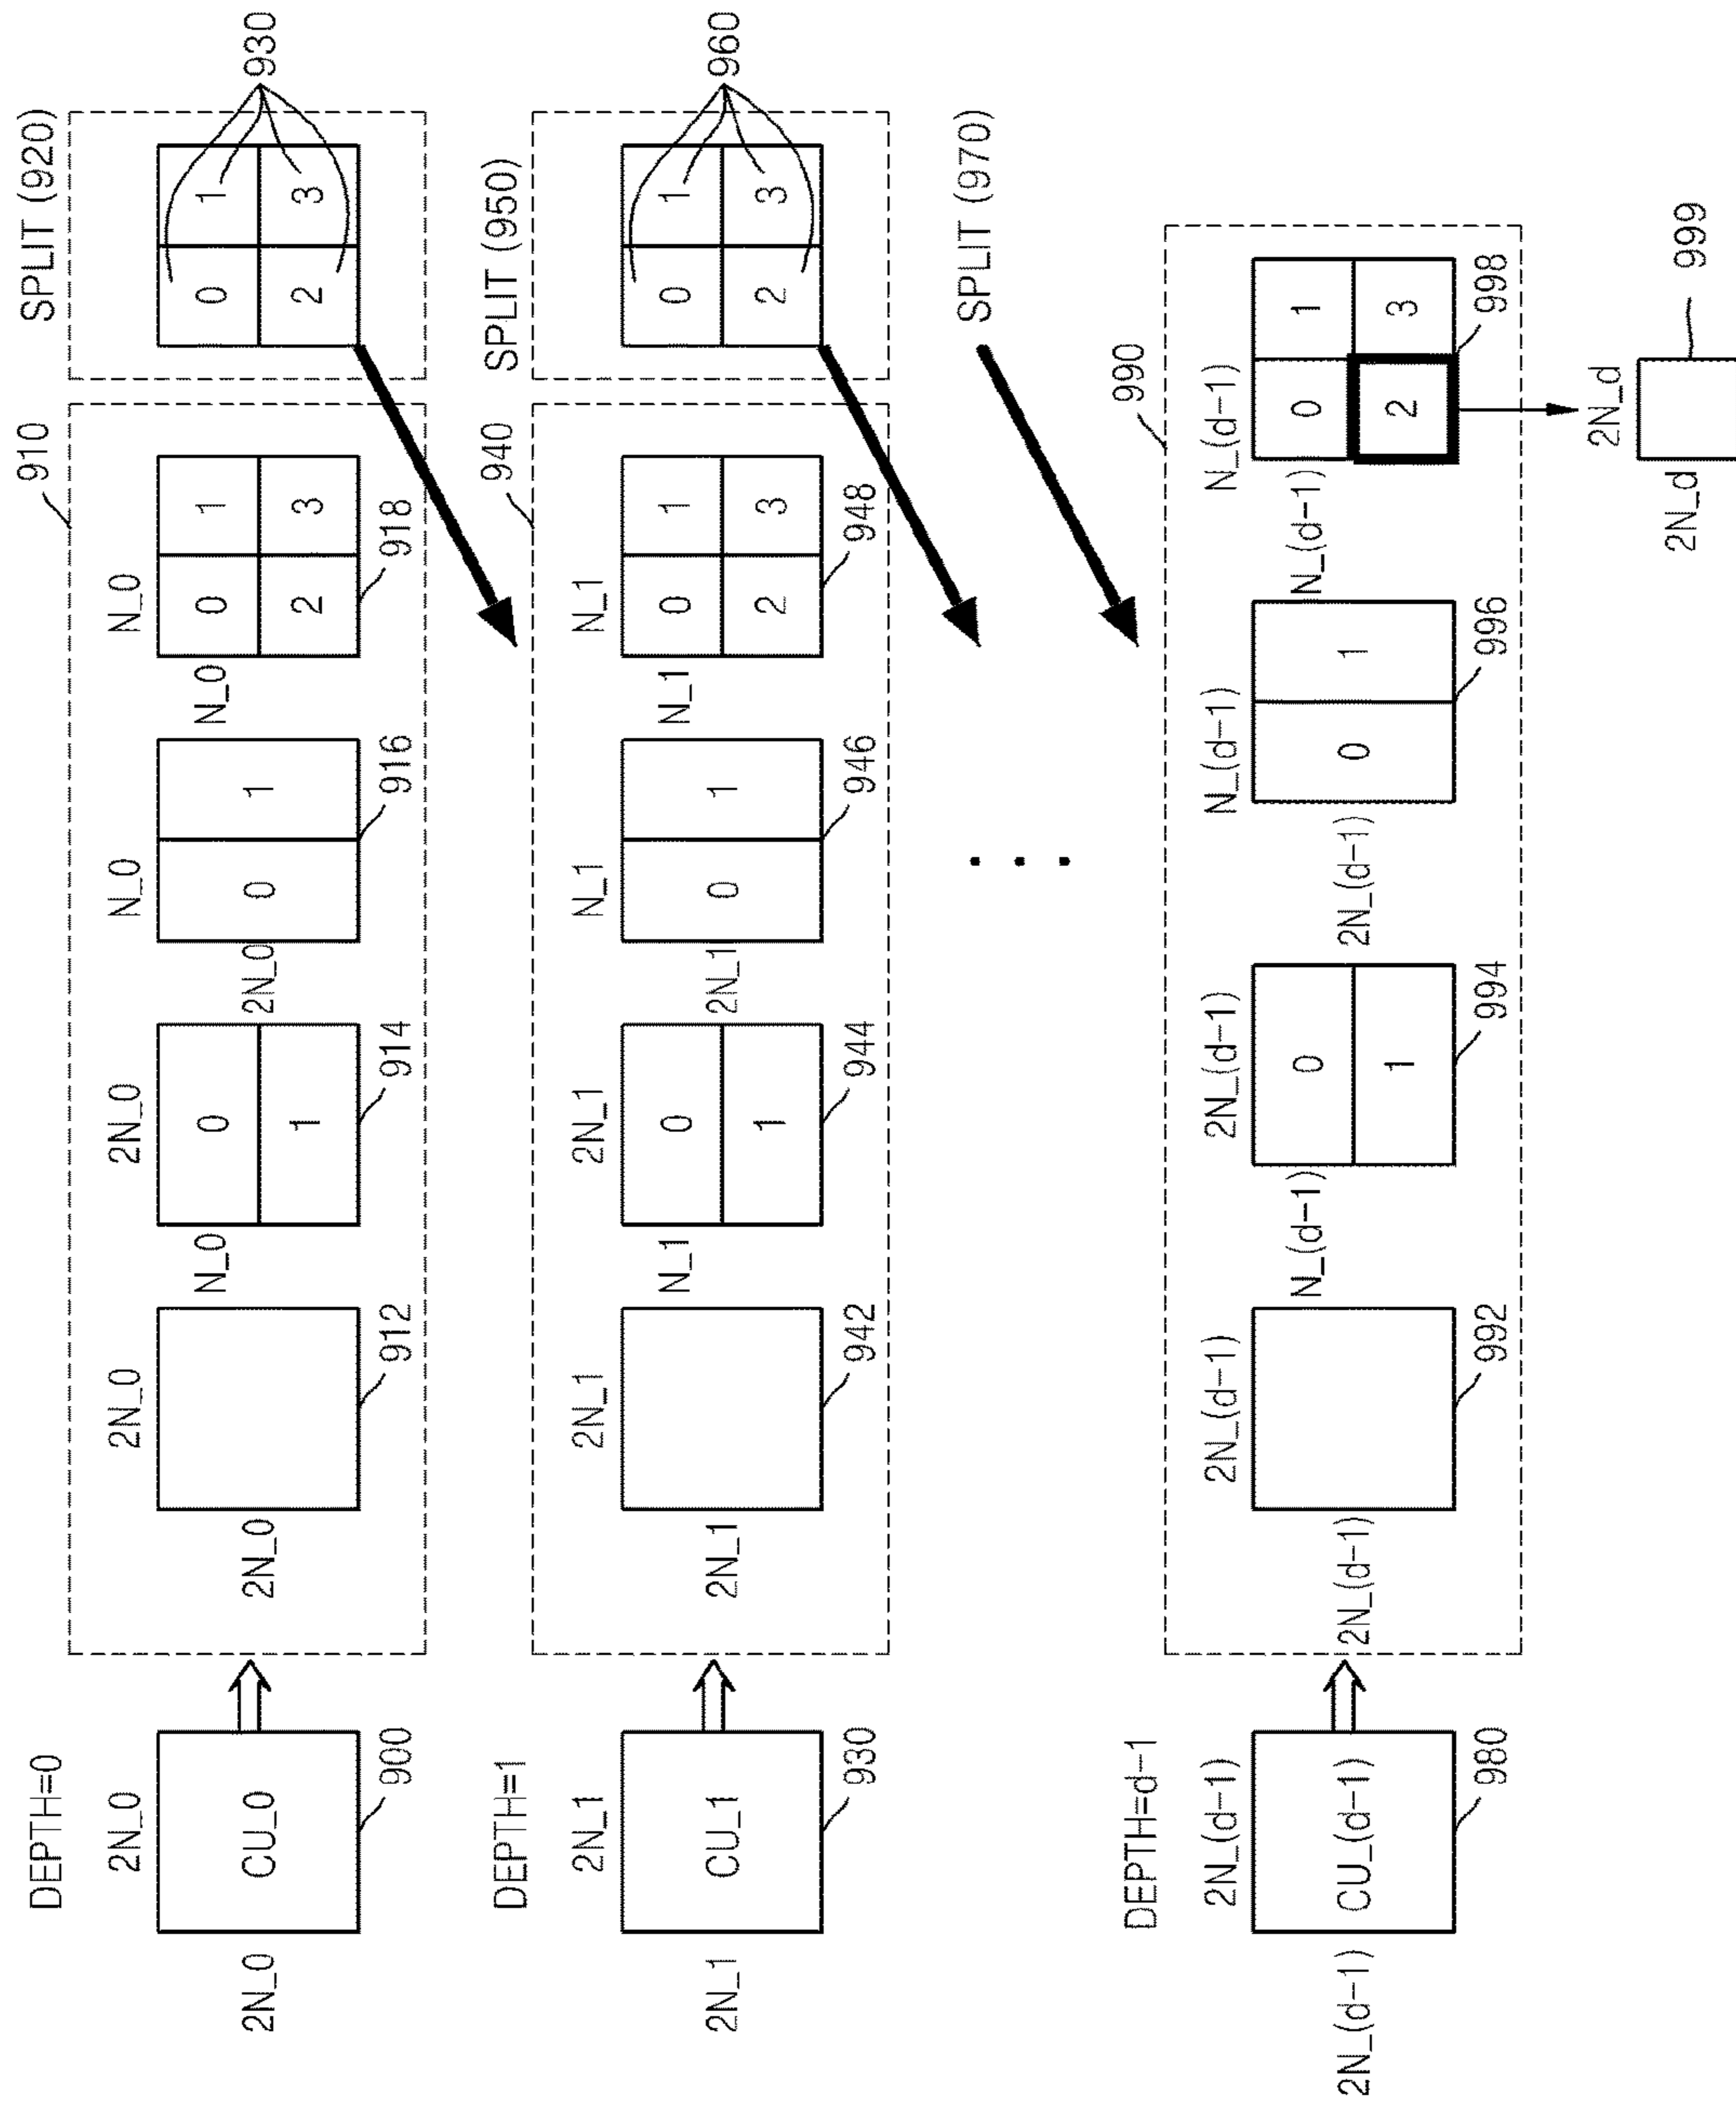 DEPTH=0
910
SPLIT (920)
2N_0
2N_0
2N_0
N_0
N_0
2N_0
CU_0
2N_0
N_0
0
1
2N_0
0
1
N_0
0
1
2
3
0
1
2
3
930
900
912
914
916
918
DEPTH=1
940
SPLIT (950)
2N_1
2N_1
2N_1
N_1
N_1
2N_1
CU_1
2N_1
N_1
0
1
2N_1
0
1
N_1
0
1
2
3
0
1
2
3
960
930
942
944
946
948
SPLIT (970)
DEPTH=d-1
990
2N_(d-1)
2N_(d-1)
2N_(d-1)
N_(d-1)
N_(d-1)
2N_(d-1)
CU_(d-1)
2N_(d-1)
N_(d-1)
0
1
2N_(d-1)
0
1
N_(d-1)
0
1
2
3
980
992
994
996
998
2N_d
2N_d
999